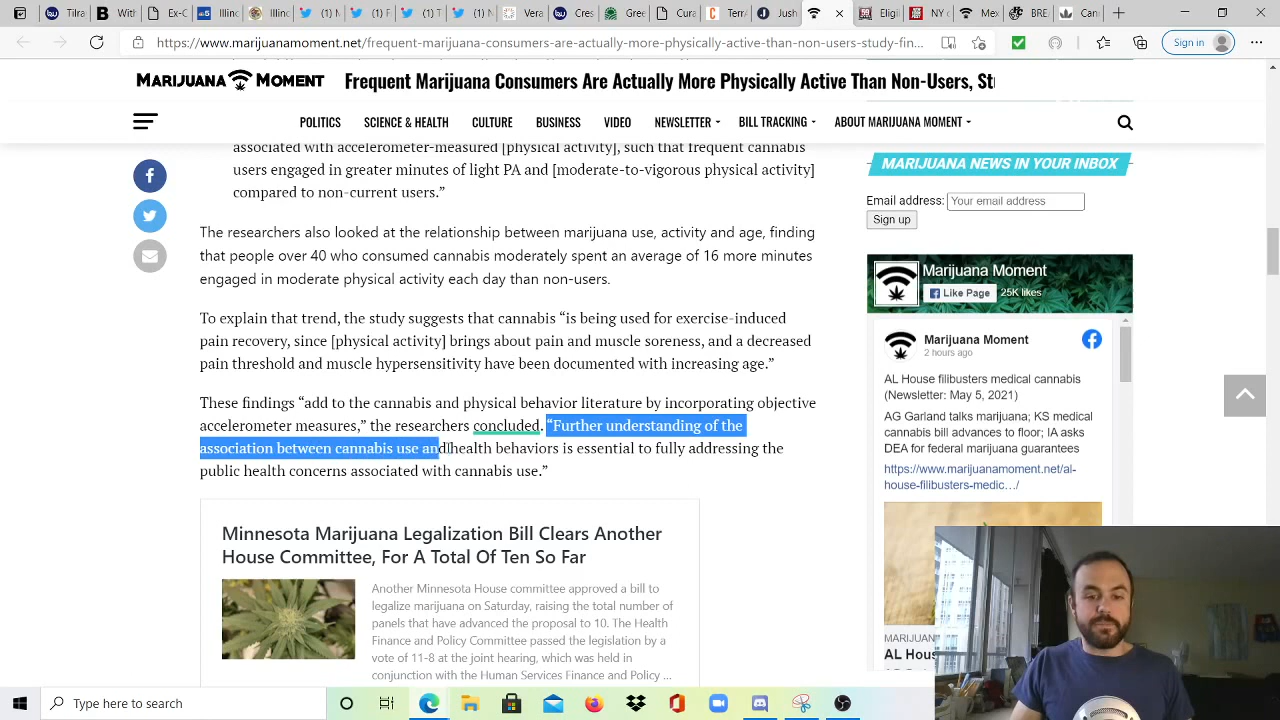 https://www.marijuanamoment.net/frequent-marijuana-consumers-are-actually-more-physically-active-than-non-users-study-fin...
Sign in
MARIJUANA MOMENT
Frequent Marijuana Consumers Are Actually More Physically Active Than Non-Users, St
POLITICS SCIENCE & HEALTH CULTURE BUSINESS VIDEO NEWSLETTER BILL TRACKING ABOUT MARIJUANA MOMENT
associated with accelerometer-measured [physical activity], such that frequent cannabis
users engaged in greater minutes of light PA and [moderate-to-vigorous physical activity]
compared to non-current users.”
The researchers also looked at the relationship between marijuana use, activity and age, finding
that people over 40 who consumed cannabis moderately spent an average of 16 more minutes
engaged in moderate physical activity each day than non-users.
To explain that trend, the study suggests that cannabis “is being used for exercise-induced
pain recovery, since [physical activity] brings about pain and muscle soreness, and a decreased
pain threshold and muscle hypersensitivity have been documented with increasing age.”
These findings “add to the cannabis and physical behavior literature by incorporating objective
accelerometer measures,” the researchers concluded. “Further understanding of the
association between cannabis use and health behaviors is essential to fully addressing the
public health concerns associated with cannabis use.”
Minnesota Marijuana Legalization Bill Clears Another
House Committee, For A Total Of Ten So Far
Another Minnesota House committee approved a bill to
legalize marijuana on Saturday, raising the total number of
panels that have advanced the proposal to 10. The Health
Finance and Policy Committee passed the legislation by a
vote of 11-8 at the joint hearing, which was held in
conjunction with the Human Services Finance and Policy ...
MARIJUANA NEWS IN YOUR INBOX
Email address: Your email address
Sign up
Marijuana Moment
Like Page 25K likes
Marijuana Moment
2 hours ago
AL House filibusters medical cannabis
(Newsletter: May 5, 2021)
AG Garland talks marijuana; KS medical
cannabis bill advances to floor; IA asks
DEA for federal marijuana guarantees
https://www.marijuanamoment.net/al-
house-filibusters-medic…/
MARIJUAN
AL Hous
Type here to search